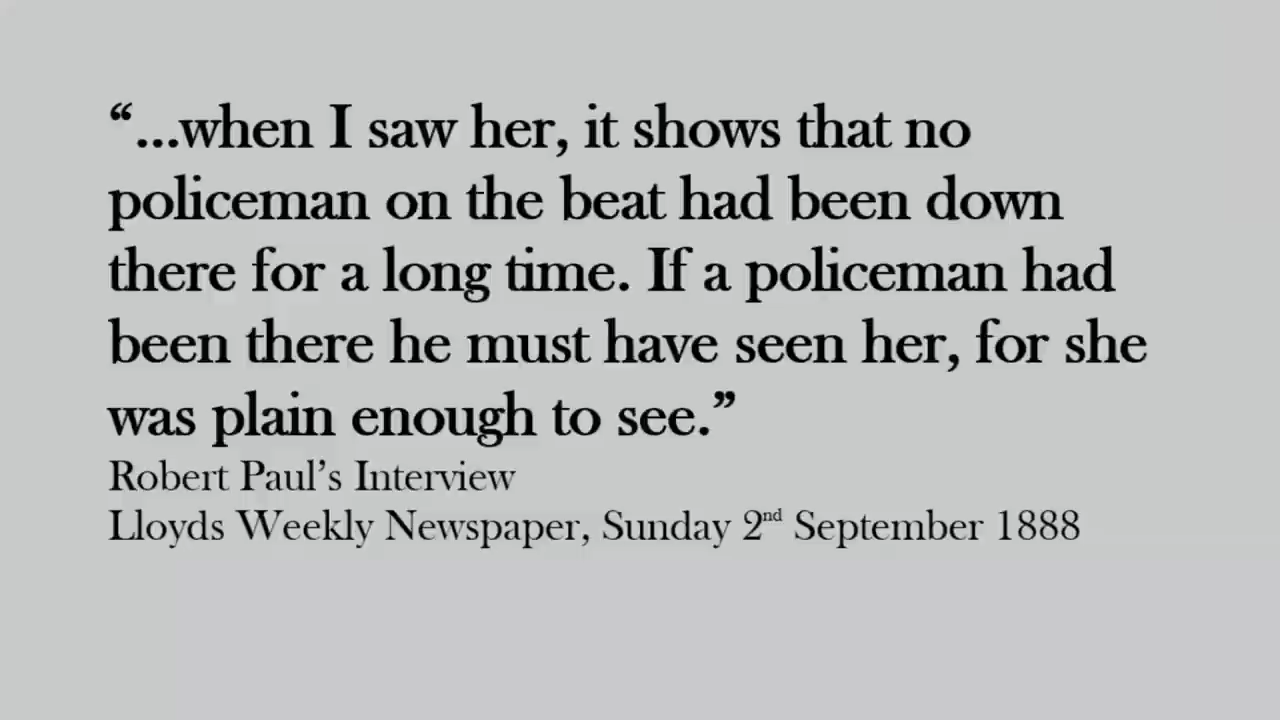 “...when I saw her, it shows that no
policeman on the beat had been down
there for a long time. If a policeman had
been there he must have seen her, for she
was plain enough to see.”
Robert Paul’s Interview
Lloyds Weekly Newspaper, Sunday 2nd September 1888